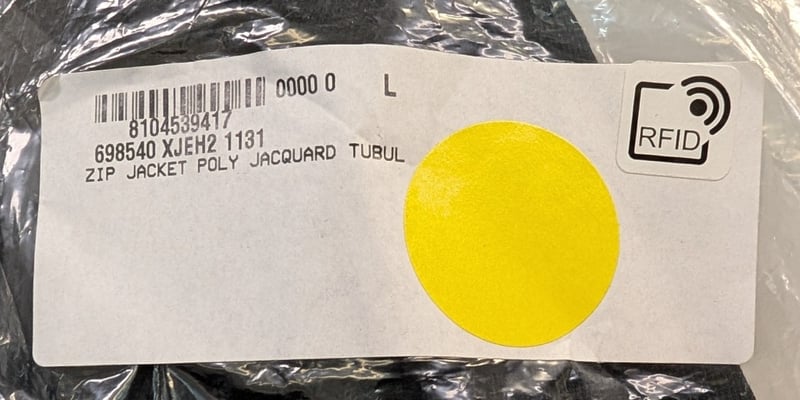 0000 0 L
8104539417
698540 XJEH2 1131
ZIP JACKET POLY JACQUARD TUBUL
RFID